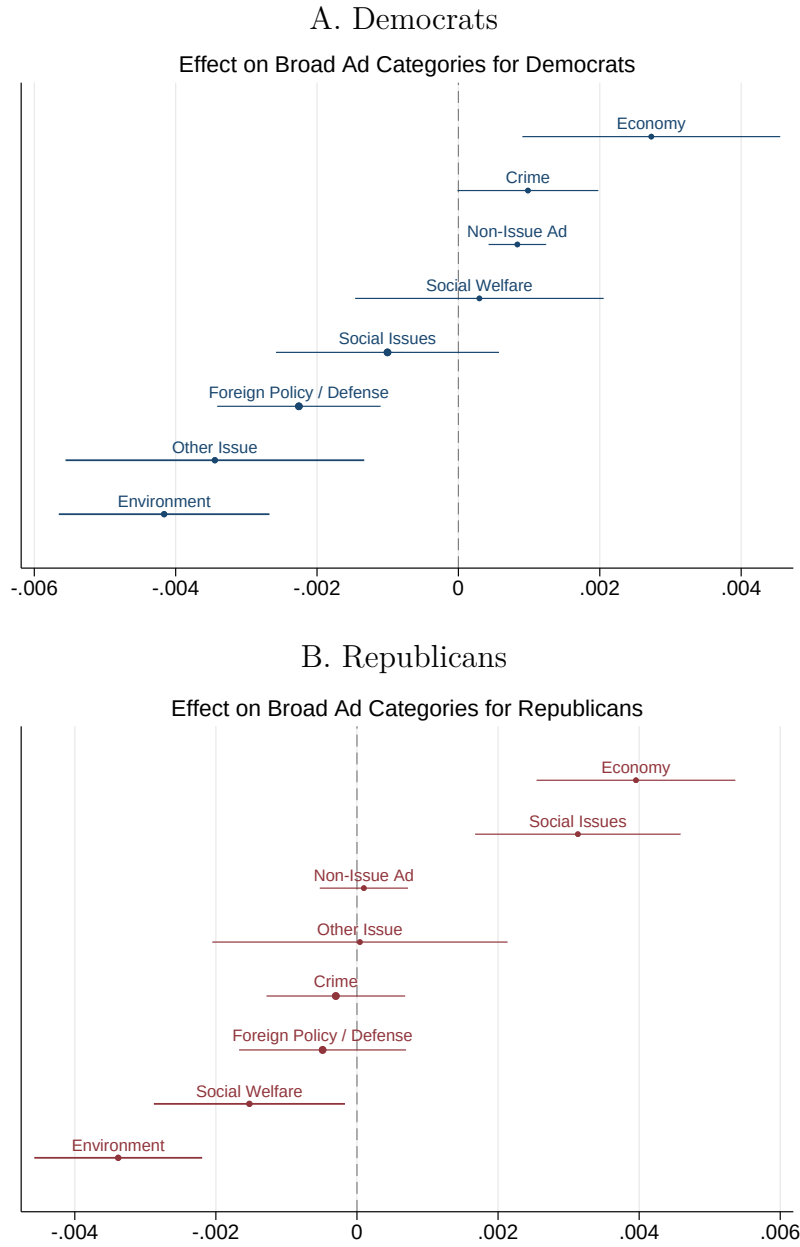 A. Democrats
Effect on Broad Ad Categories for Democrats
Economy
Crime
Non-Issue Ad
Social Welfare
Social Issues
Foreign Policy / Defense
Other Issue
Environment
-.006 -.004 -.002 0 .002 .004
B. Republicans
Effect on Broad Ad Categories for Republicans
Economy
Social Issues
Non-Issue Ad
Other Issue
Crime
Foreign Policy / Defense
Social Welfare
Environment
-.004 -.002 0 .002 .004 .006